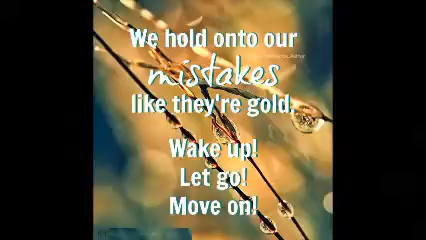 We hold onto our
mistakes
like they're gold.
Wake up!
Let go!
Move on!